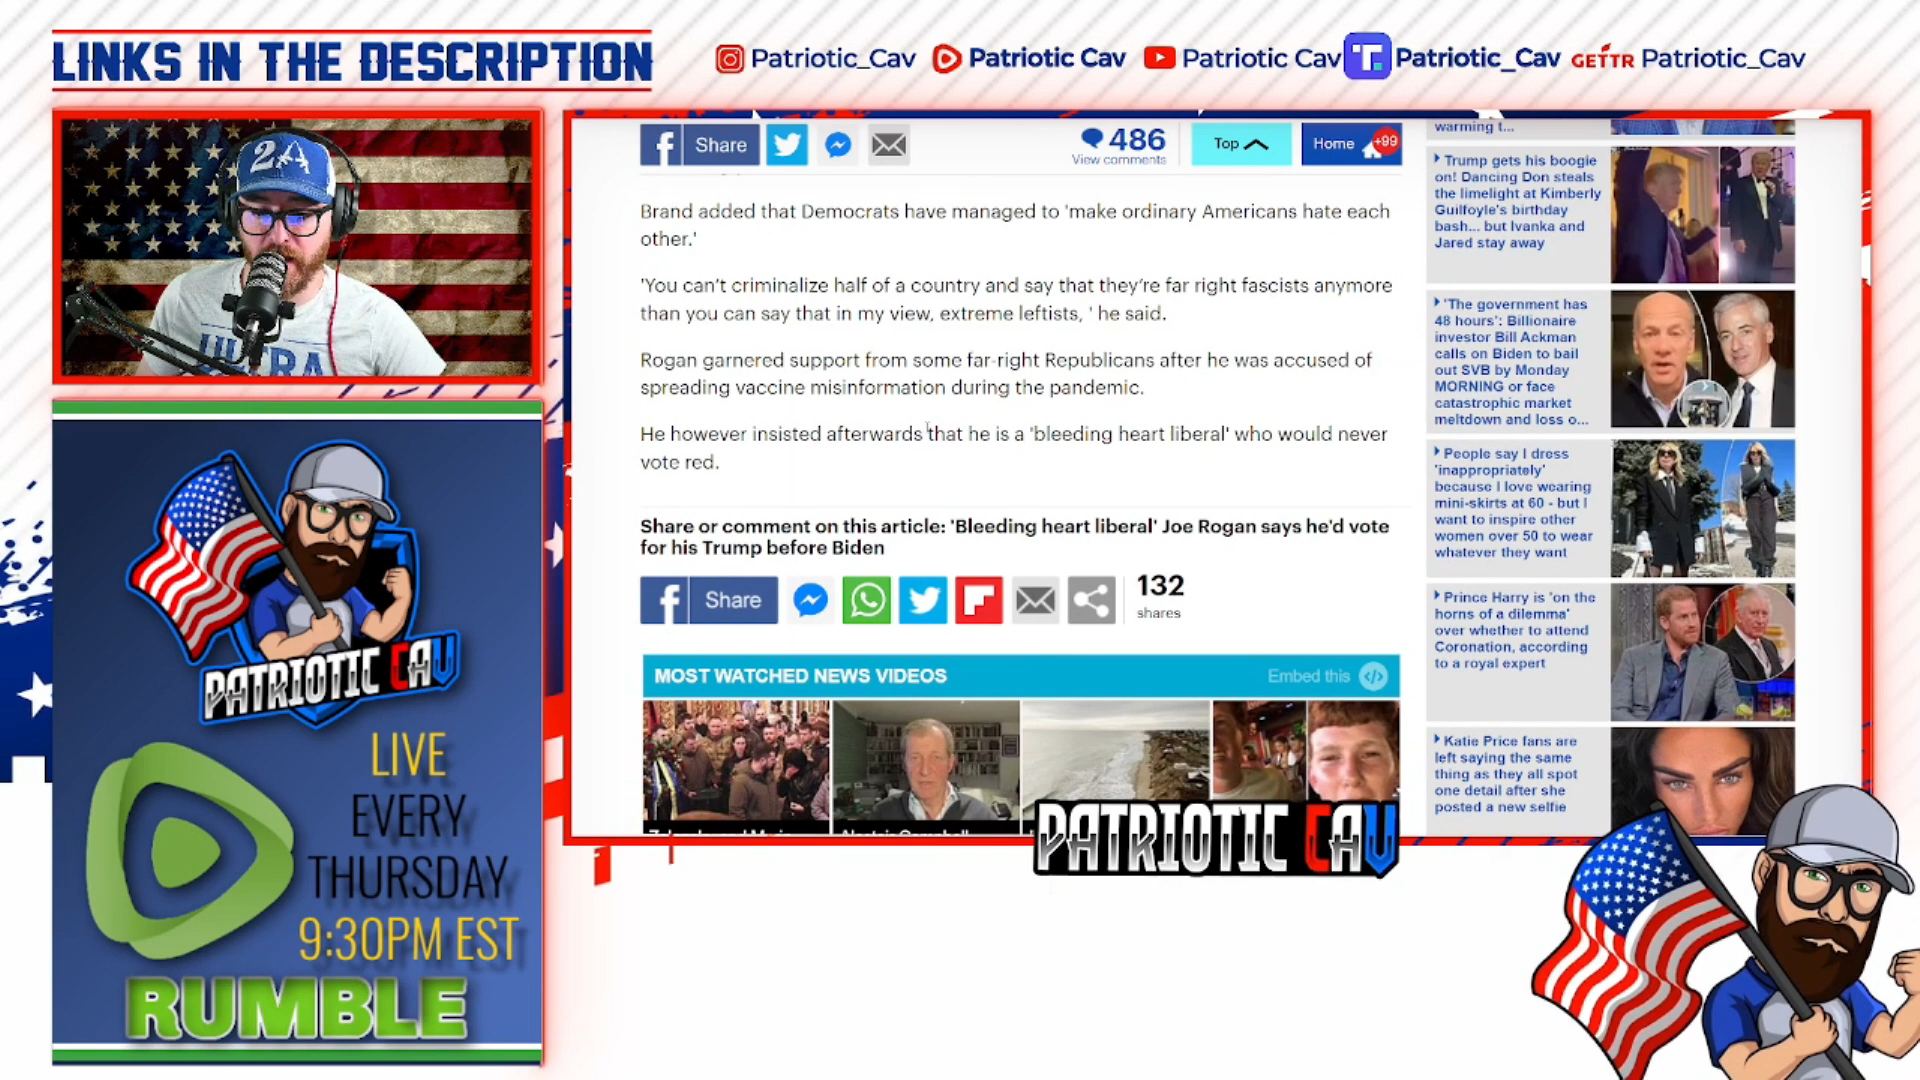 LINKS IN THE DESCRIPTION
Patriotic_Cav
Patriotic Cav
Patriotic Cav
T.
Patriotic_Cav
GETTR Patriotic_Cav
2A
ULTRA
PATRIOTIC CAV
LIVE
EVERY
THURSDAY
9:30PM EST
RUMBLE
f Share
486
View comments
Top
Home
+99
Brand added that Democrats have managed to 'make ordinary Americans hate each
other.'
'You can't criminalize half of a country and say that they're far right fascists anymore
than you can say that in my view, extreme leftists, ' he said.
Rogan garnered support from some far-right Republicans after he was accused of
spreading vaccine misinformation during the pandemic.
He however insisted afterwards that he is a 'bleeding heart liberal' who would never
vote red.
Share or comment on this article: 'Bleeding heart liberal' Joe Rogan says he'd vote
for his Trump before Biden
f Share
132
shares
MOST WATCHED NEWS VIDEOS
Embed this </>
PATRIOTIC CAV
warming t...
Trump gets his boogie
on! Dancing Don steals
the limelight at Kimberly
Guilfoyle's birthday
bash... but Ivanka and
Jared stay away
'The government has
48 hours': Billionaire
investor Bill Ackman
calls on Biden to bail
out SVB by Monday
MORNING or face
catastrophic market
meltdown and loss o...
People say I dress
'inappropriately'
because I love wearing
mini-skirts at 60 - but I
want to inspire other
women over 50 to wear
whatever they want
Prince Harry is 'on the
horns of a dilemma'
over whether to attend
Coronation, according
to a royal expert
Katie Price fans are
left saying the same
thing as they all spot
one detail after she
posted a new selfie